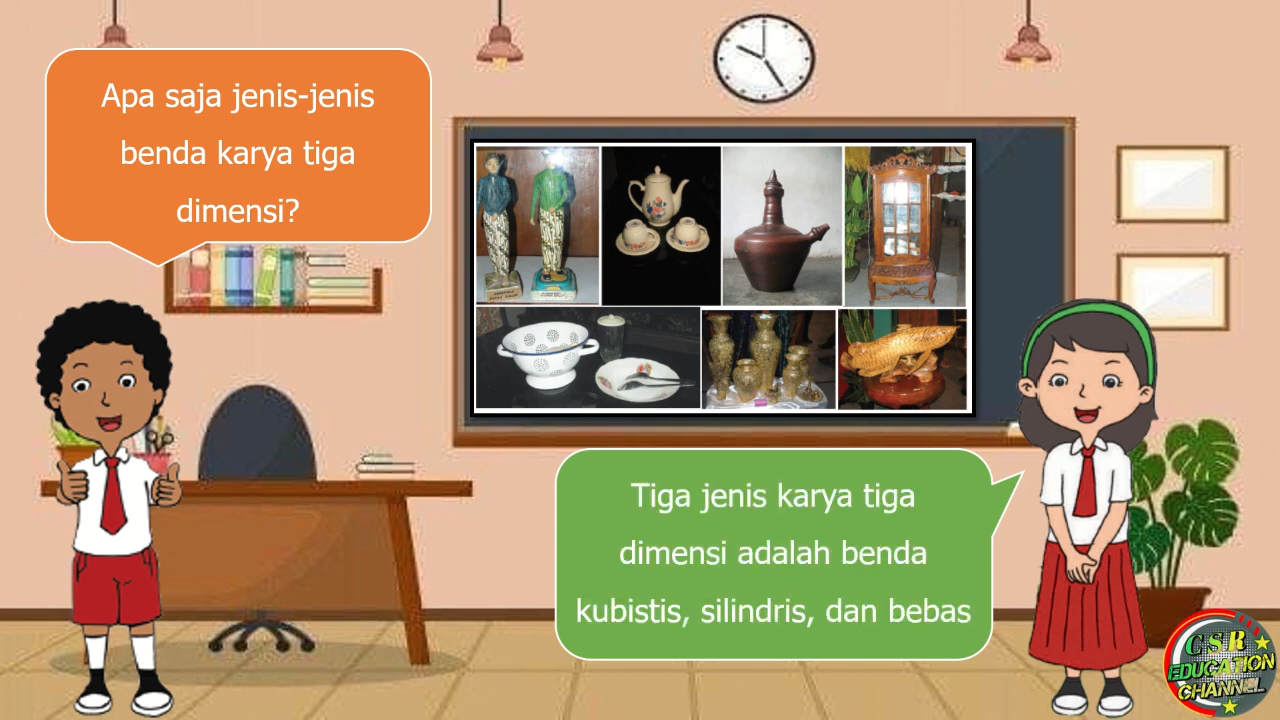 Apa saja jenis-jenis
benda karya tiga
dimensi?
Tiga jenis karya tiga
dimensi adalah benda
kubistis, silindris, dan bebas
CSR
EDUCATION
CHANNEL